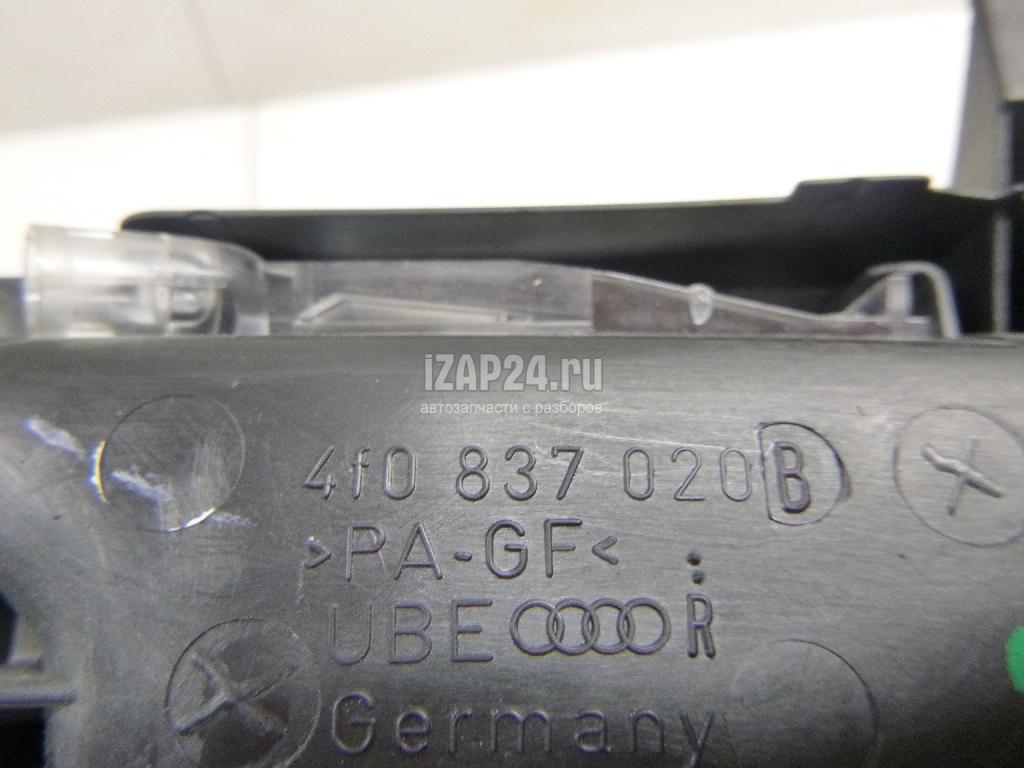 iZAP24.ru
автозапчасти с разборов
4f0 837 020 B
>PA-GF<
UBE R
Germany